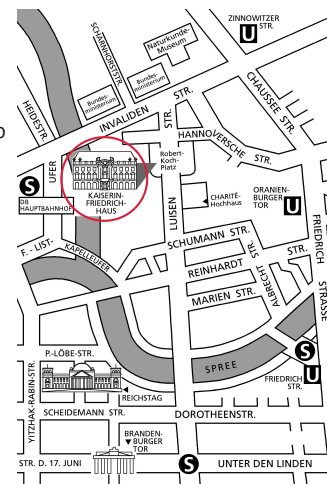 ZINNOWITZER
STR.
U
SCHARNHORSTSTR.
Naturkunde-
Museum
Bundes-
ministerium
Bundes-
ministerium
CHAUSSEE STR.
HEIDESTR.
INVALIDEN STR.
HANNOVERSCHE STR.
UFER
Robert-
Koch-
Platz
S
DB
HAUPTBAHNHOF
KAISERIN-
FRIEDRICH-
HAUS
LUISEN STR.
CHARITÉ-
Hochhaus
ORANIEN-
BURGER
TOR
U
F.-LIST-
KAPELLEUFER
SCHUMANN STR.
REINHARDT STR.
ALBRECHT STR.
MARIEN STR.
FRIEDRICH STRASSE
SPREE
S
U
FRIEDRICH
STR.
P.-LÖBE-STR.
YITZHAK-RABIN-STR.
REICHSTAG
SCHEIDEMANN STR.
DOROTHEENSTR.
BRANDEN-
BURGER
TOR
STR. D. 17. JUNI
S
UNTER DEN LINDEN